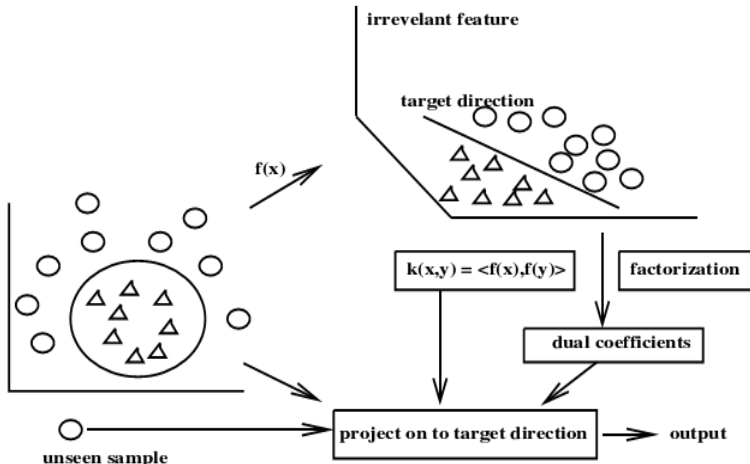 irrevelant feature
target direction
f(x)
k(x,y) = <f(x),f(y)>
factorization
dual coefficients
project on to target direction
output
unseen sample